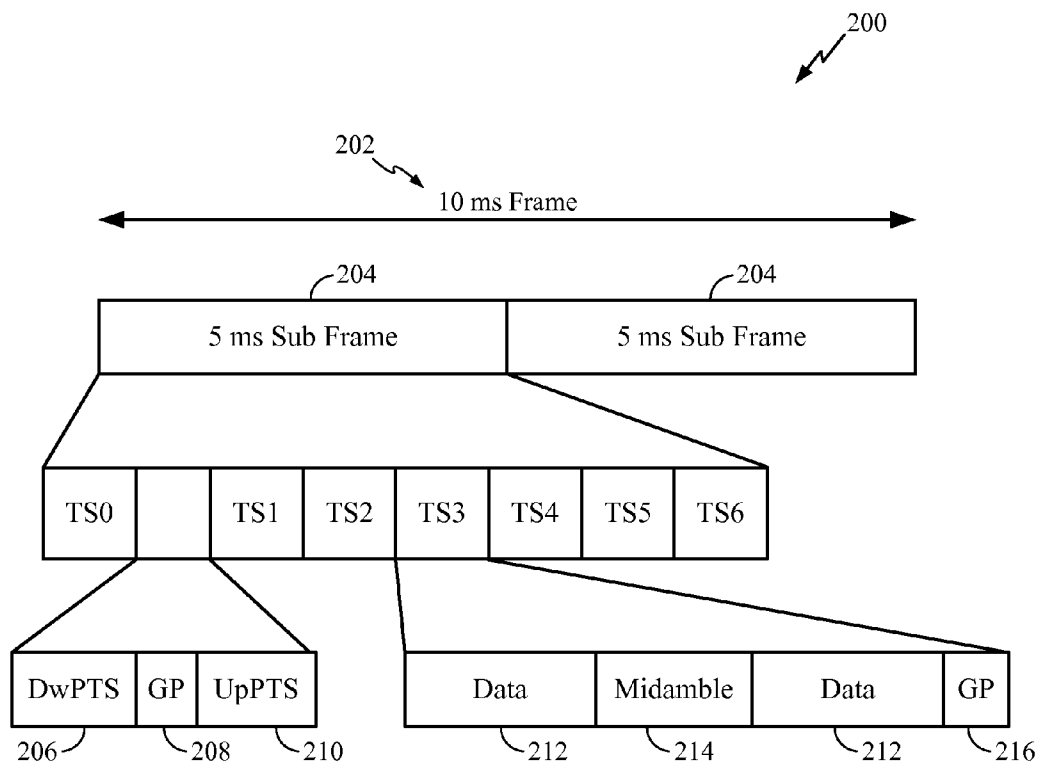 200
202
10 ms Frame
204 204
5 ms Sub Frame 5 ms Sub Frame
TS0 TS1 TS2 TS3 TS4 TS5 TS6
DwPTS GP UpPTS Data Midamble Data GP
206 208 210 212 214 212 216